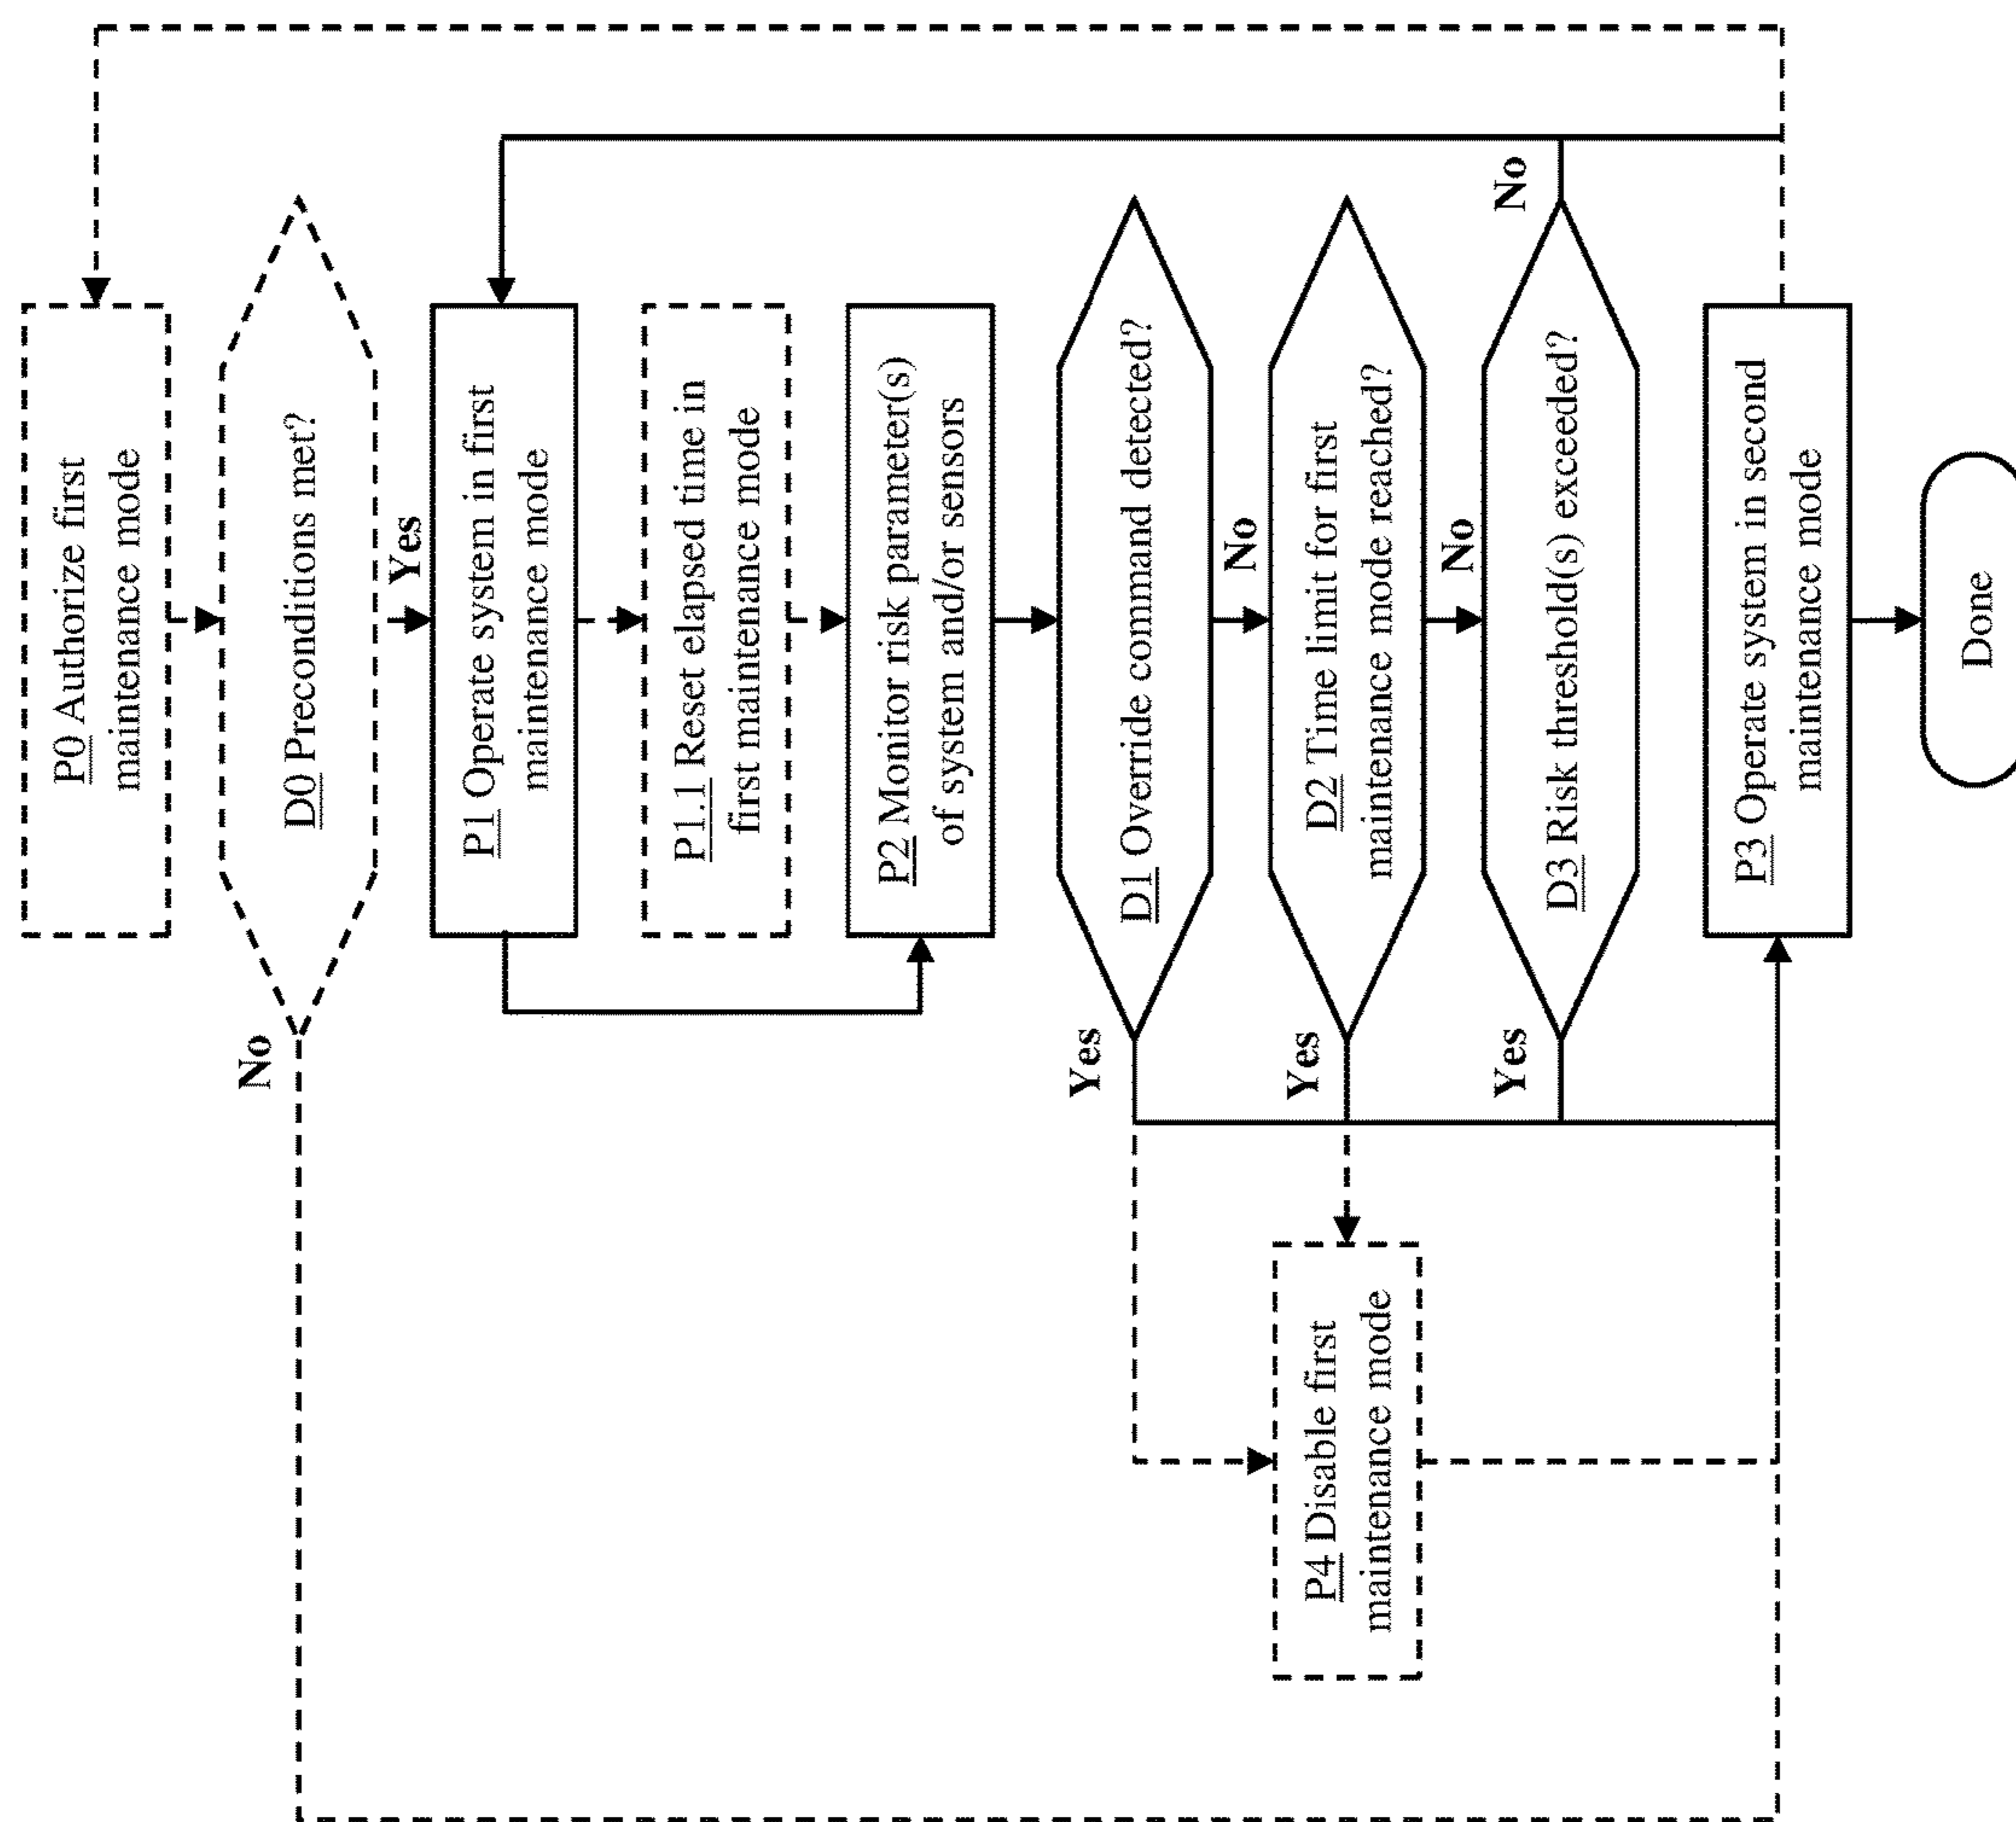 P0 Authorize first
maintenance mode
D0 Preconditions met?
No
Yes
P1 Operate system in first
maintenance mode
P1.1 Reset elapsed time in
first maintenance mode
P2 Monitor risk parameter(s)
of system and/or sensors
D1 Override command detected?
Yes
No
D2 Time limit for first
maintenance mode reached?
Yes
No
D3 Risk threshold(s) exceeded?
Yes
No
P4 Disable first
maintenance mode
P3 Operate system in second
maintenance mode
Done